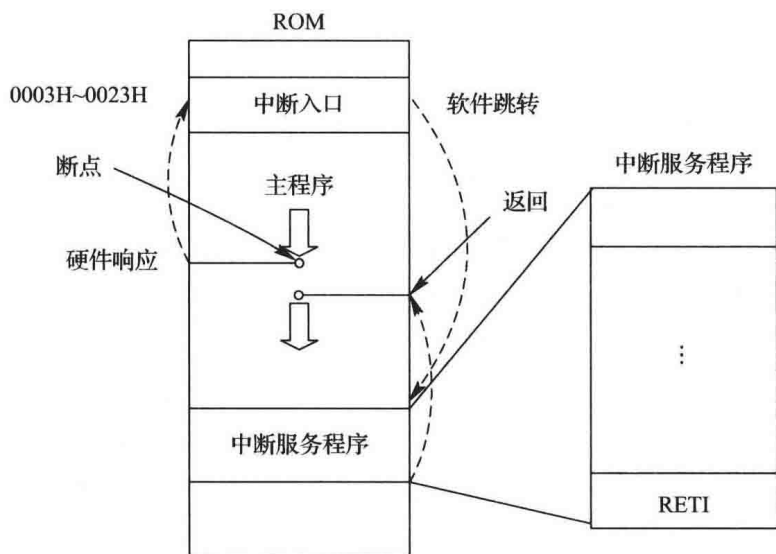 ROM
0003H~0023H
中断入口
软件跳转
断点
主程序
中断服务程序
返回
硬件响应
⋮
中断服务程序
RETI